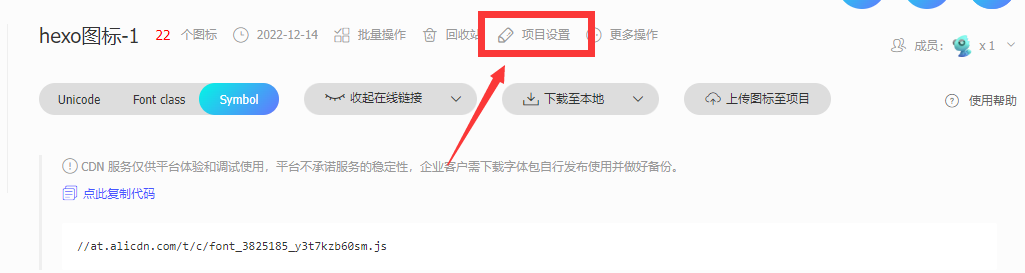 hexo图标-1 22 个图标 2022-12-14 批量操作 回收站 项目设置 更多操作 成员: x 1
Unicode Font class Symbol 收起在线链接 下载至本地 上传图标至项目 使用帮助
CDN 服务仅供平台体验和调试使用，平台不承诺服务的稳定性，企业客户需下载字体包自行发布使用并做好备份。
点此复制代码
//at.alicdn.com/t/c/font_3825185_y3t7kzb60sm.js